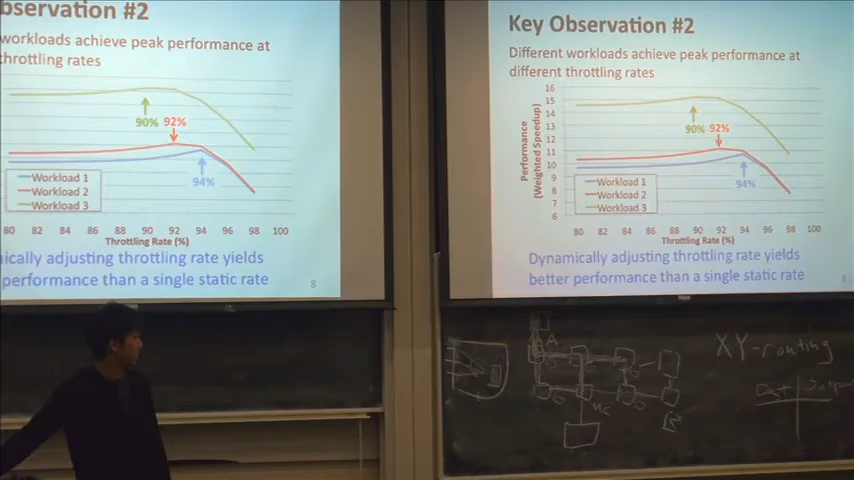 bservation #2
workloads achieve peak performance at
throttling rates
90%
92%
94%
Workload 1
Workload 2
Workload 3
80 82 84 86 88 90 92 94 96 98 100
Throttling Rate (%)
ically adjusting throttling rate yields
performance than a single static rate
8
Key Observation #2
Different workloads achieve peak performance at
different throttling rates
Performance
(Weighted Speedup)
16
15
14
13
12
11
10
9
8
7
6
90%
92%
94%
Workload 1
Workload 2
Workload 3
80 82 84 86 88 90 92 94 96 98 100
Throttling Rate (%)
Dynamically adjusting throttling rate yields
better performance than a single static rate
8
A
XY-routing